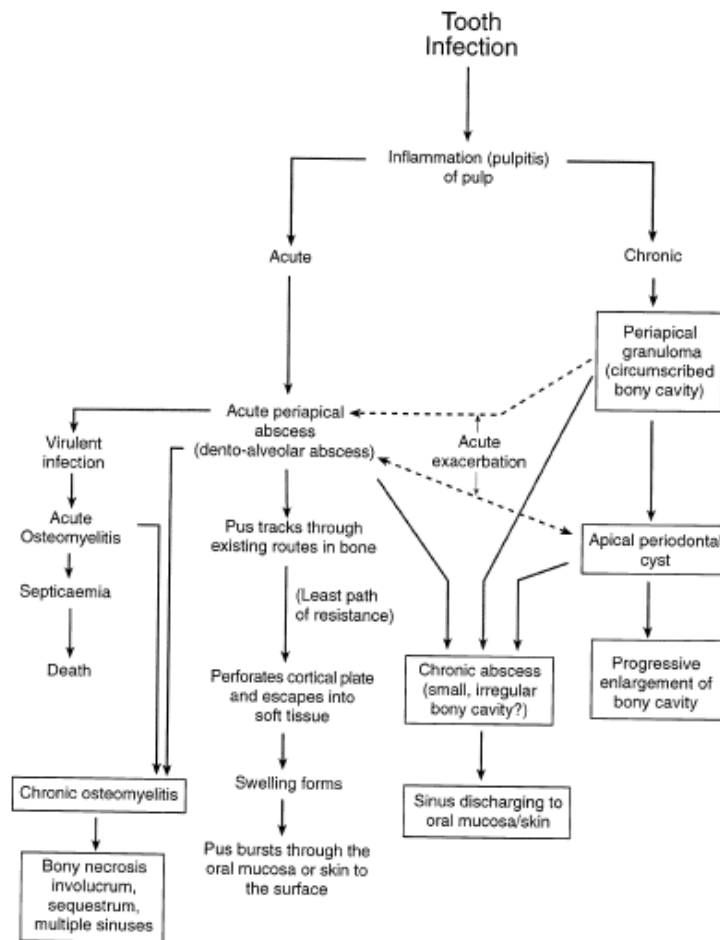 Tooth
Infection
Inflammation (pulpitis)
of pulp
Acute
Chronic
Periapical
granuloma
(circumscribed
bony cavity)
Acute periapical
abscess
(dento-alveolar abscess)
Acute
exacerbation
Virulent
infection
Acute
Osteomyelitis
Pus tracks through
existing routes in bone
Apical periodontal
cyst
Septicaemia
(Least path
of resistance)
Death
Perforates cortical plate
and escapes into
soft tissue
Chronic abscess
(small, irregular
bony cavity?)
Progressive
enlargement of
bony cavity
Chronic osteomyelitis
Swelling forms
Sinus discharging to
oral mucosa/skin
Bony necrosis
involucrum,
sequestrum,
multiple sinuses
Pus bursts through the
oral mucosa or skin to
the surface